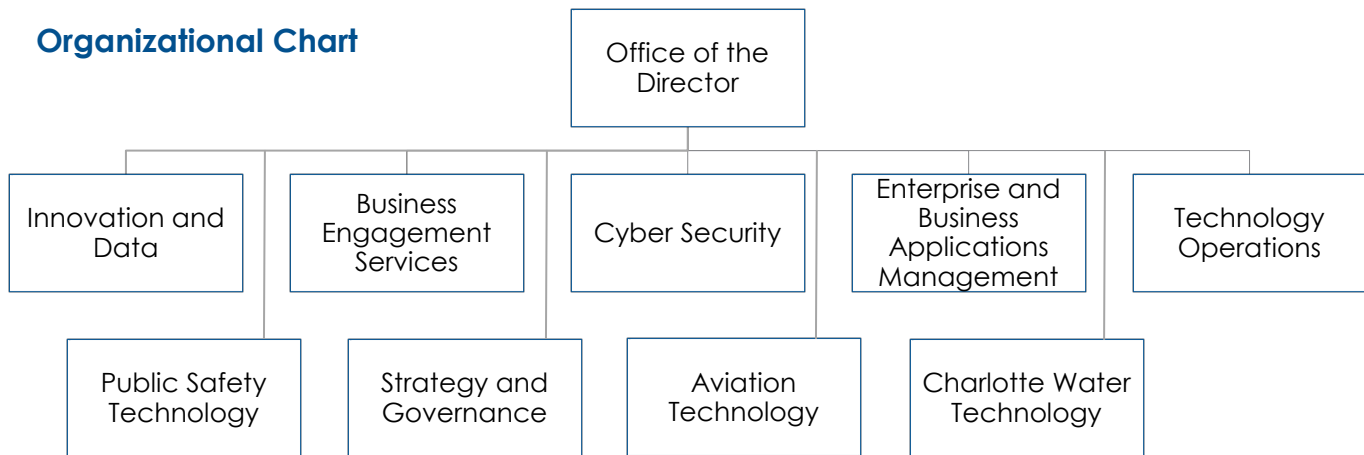 Organizational Chart
Office of the
Director
Innovation and
Data
Business
Engagement
Services
Cyber Security
Enterprise and
Business
Applications
Management
Technology
Operations
Public Safety
Technology
Strategy and
Governance
Aviation
Technology
Charlotte Water
Technology